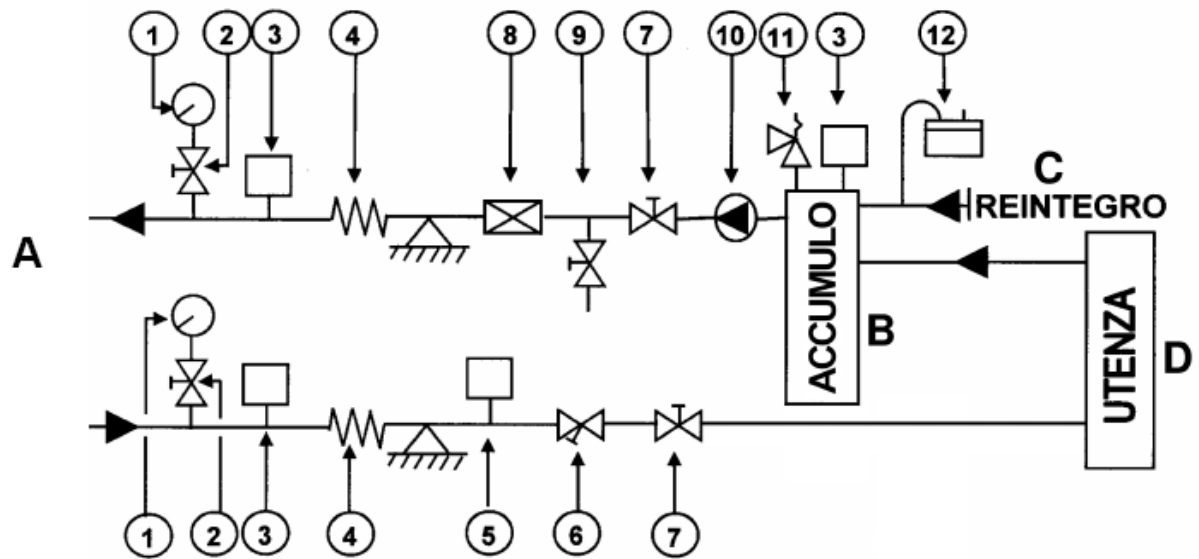 1 2 3 4 8 9 7 10 11 3 12
C
REINTEGRO
A
ACCUMULO
B
UTENZA
D
1 2 3 4 5 6 7